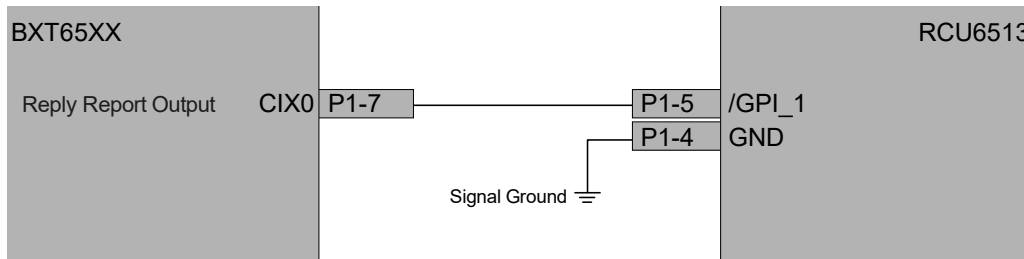 BXT65XX
RCU6513
Reply Report Output CIX0 P1-7
P1-5 /GPI_1
P1-4 GND
Signal Ground